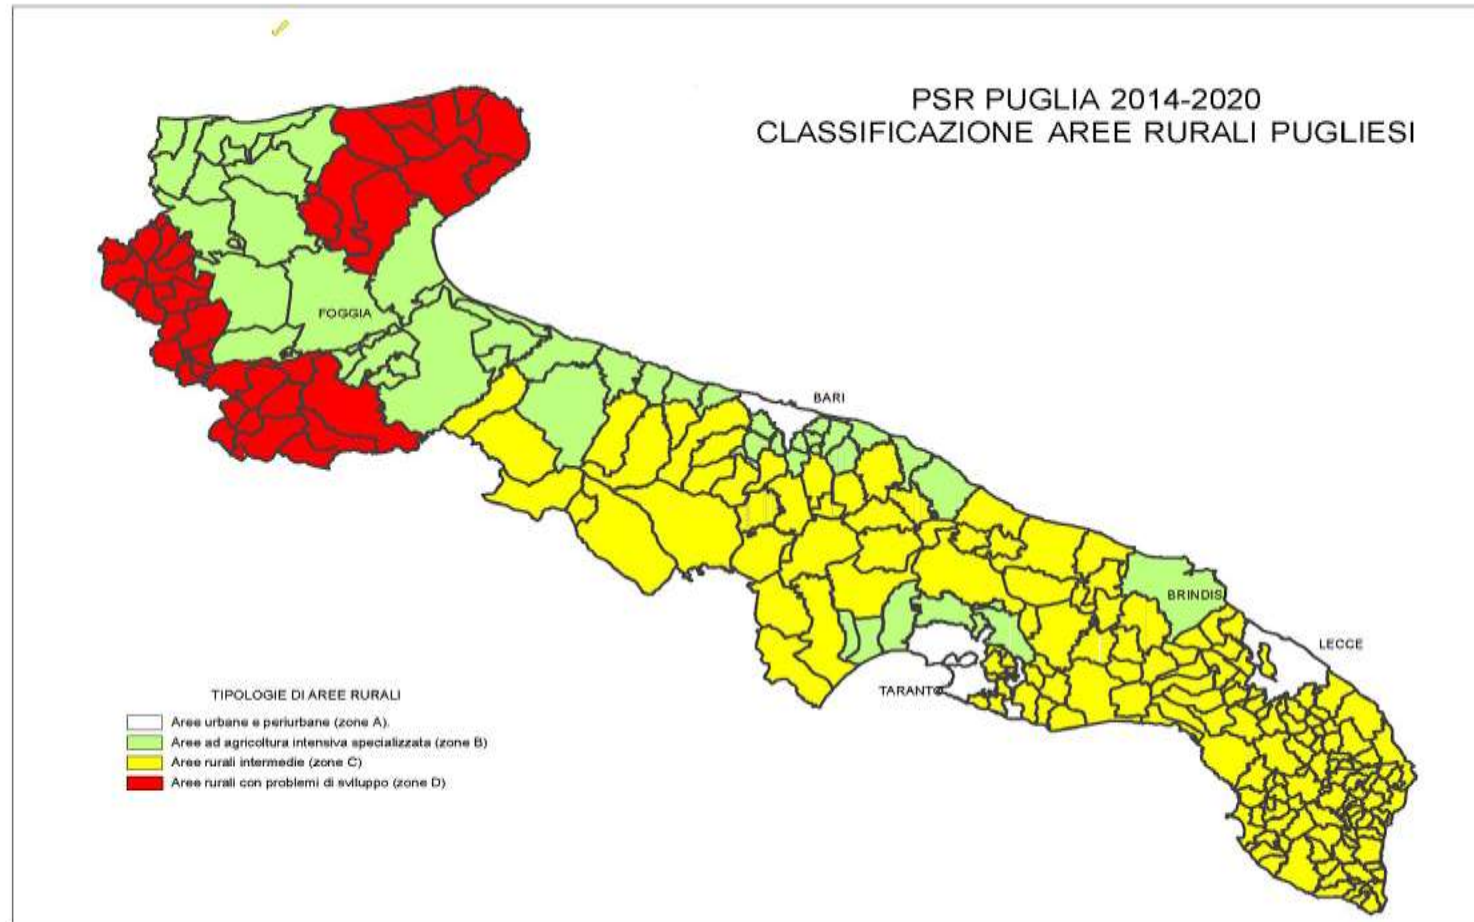 PSR PUGLIA 2014-2020
CLASSIFICAZIONE AREE RURALI PUGLIESI
FOGGIA
BARI
BRINDISI
LECCE
TARANTO
TIPOLOGIE DI AREE RURALI
Aree urbane e periurbane (zone A).
Aree ad agricoltura intensiva specializzata (zone B)
Aree rurali intermedie (zone C)
Aree rurali con problemi di sviluppo (zone D)